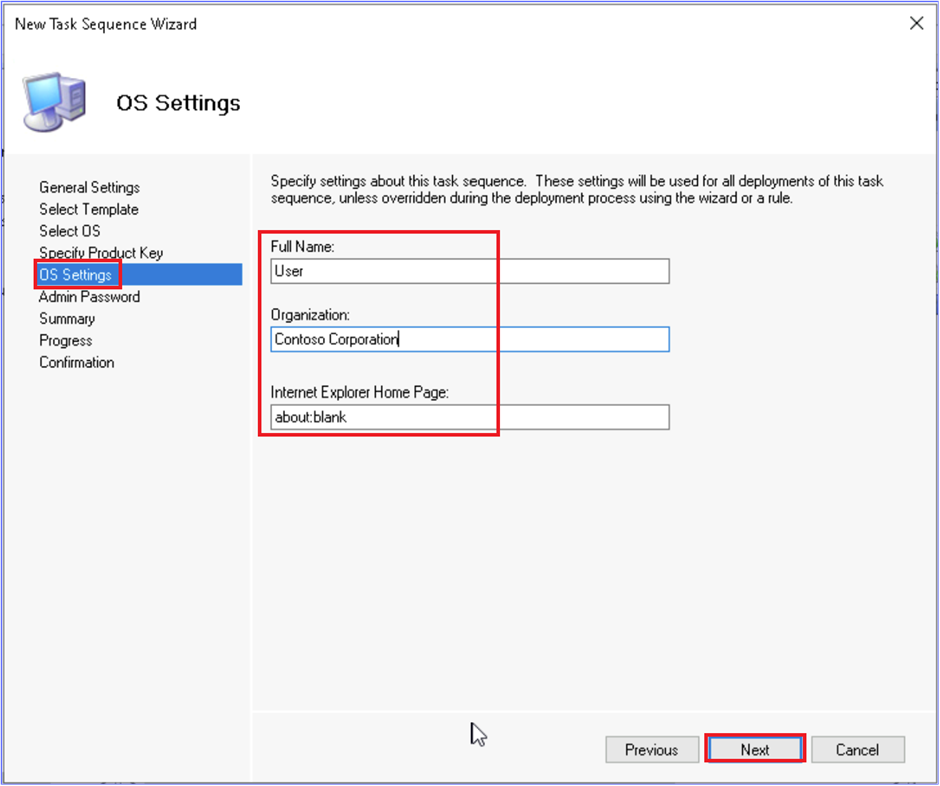 New Task Sequence Wizard
OS Settings
General Settings
Select Template
Select OS
Specify Product Key
OS Settings
Admin Password
Summary
Progress
Confirmation
Specify settings about this task sequence.  These settings will be used for all deployments of this task
sequence, unless overridden during the deployment process using the wizard or a rule.
Full Name:
User
Organization:
Contoso Corporation
Internet Explorer Home Page:
about:blank
Previous
Next
Cancel